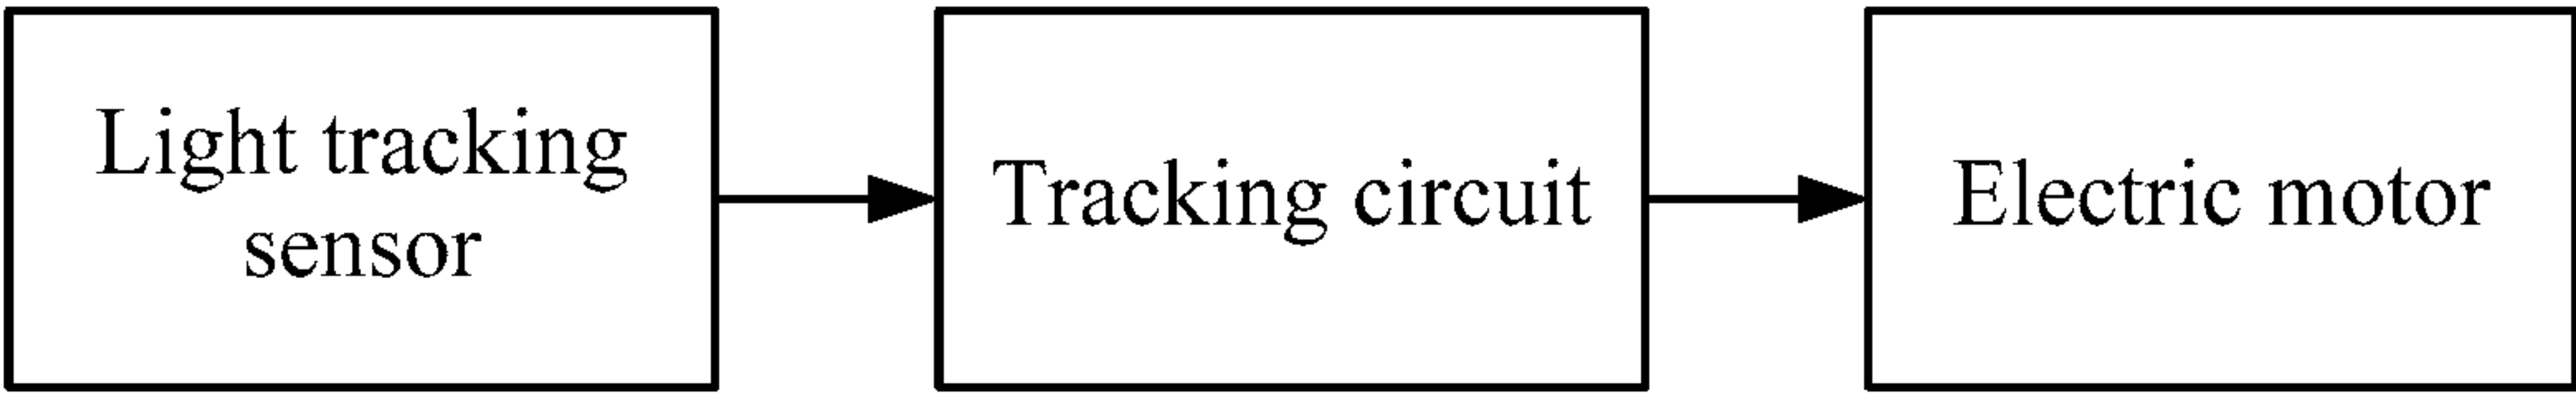 Light tracking
sensor
Tracking circuit
Electric motor